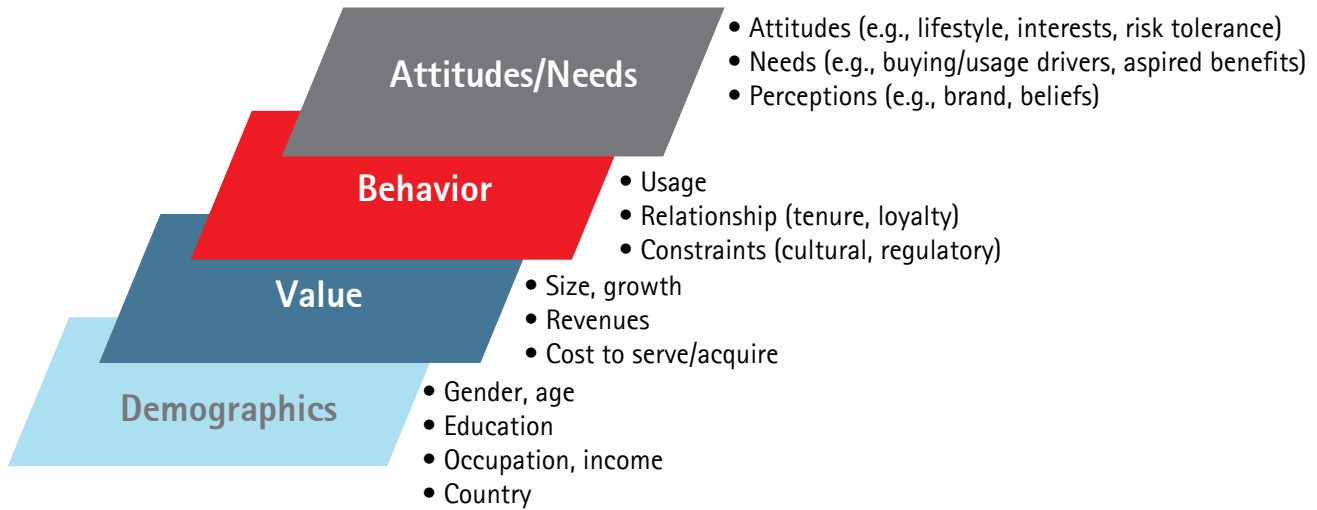 Attitudes/Needs
• Attitudes (e.g., lifestyle, interests, risk tolerance)
• Needs (e.g., buying/usage drivers, aspired benefits)
• Perceptions (e.g., brand, beliefs)
Behavior
• Usage
• Relationship (tenure, loyalty)
• Constraints (cultural, regulatory)
Value
• Size, growth
• Revenues
• Cost to serve/acquire
Demographics
• Gender, age
• Education
• Occupation, income
• Country